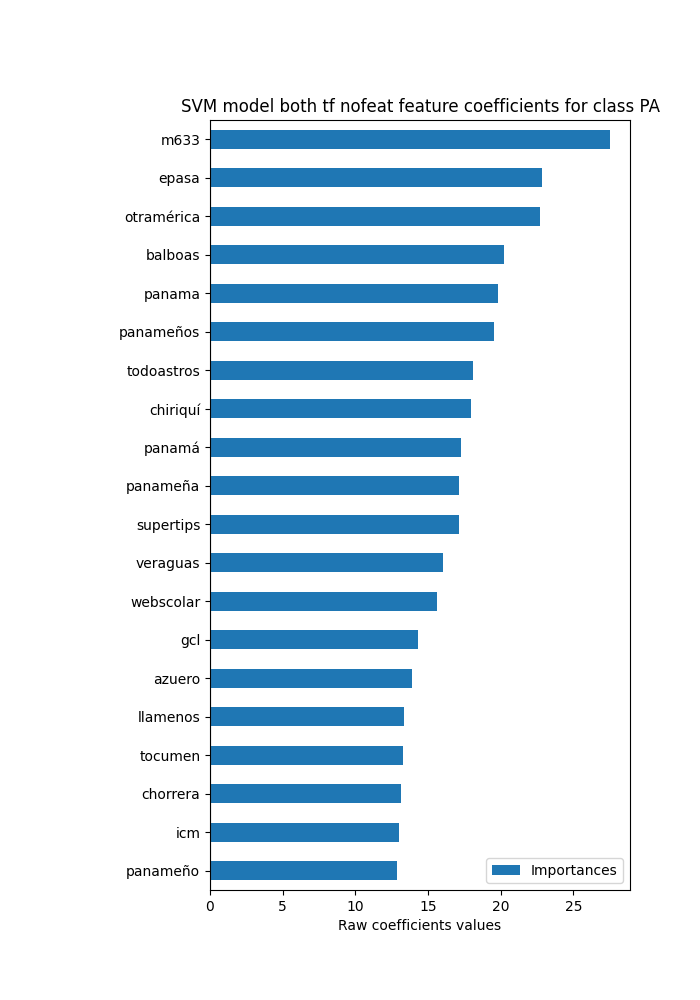 SVM model both tf nofeat feature coefficients for class PA
m633
epasa
otramérica
balboas
panama
panameños
todoastros
chiriquí
panamá
panameña
supertips
veraguas
webscolar
gcl
azuero
llamenos
tocumen
chorrera
icm
panameño
Importances
0 5 10 15 20 25
Raw coefficients values